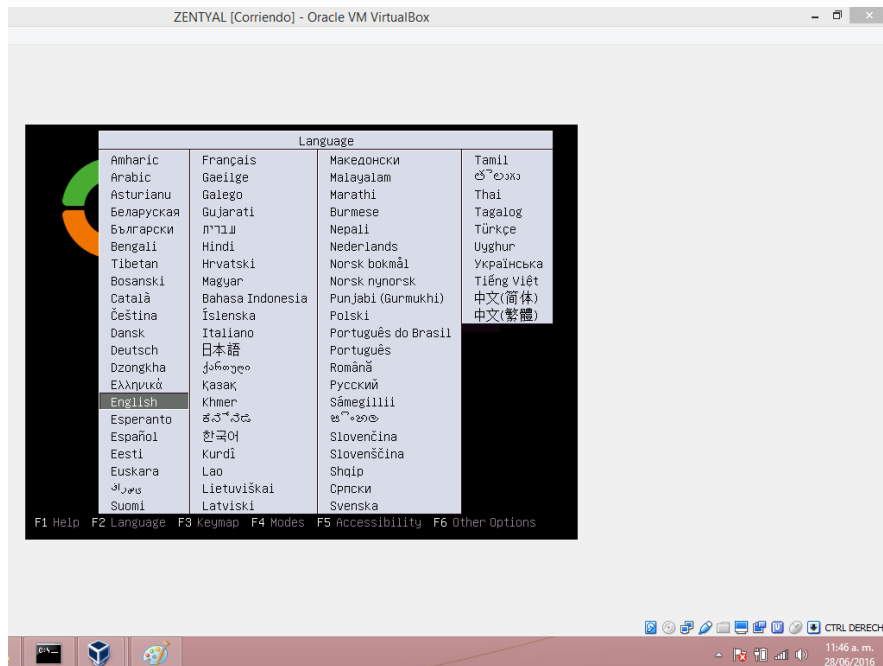 ZENTYAL [Corriendo] - Oracle VM VirtualBox
Language
Amharic
Arabic
Asturianu
Беларуская
Български
Bengali
Tibetan
Bosanski
Català
Čeština
Dansk
Deutsch
Dzongkha
Ελληνικά
English
Esperanto
Español
Eesti
Euskara
Suomi
Français
Gaeilge
Galego
Gujarati
עברית
Hindi
Hrvatski
Magyar
Bahasa Indonesia
Íslenska
Italiano
日本語
ქართული
Қазақ
Khmer
한국어
Kurdî
Lao
Lietuviškai
Latviski
Македонски
Malayalam
Marathi
Burmese
Nepali
Nederlands
Norsk bokmål
Norsk nynorsk
Punjabi (Gurmukhi)
Polski
Português do Brasil
Português
Română
Русский
Sámegillii
Slovenčina
Slovenščina
Shqip
Српски
Svenska
Tamil
Thai
Tagalog
Türkçe
Uyghur
Українська
Tiếng Việt
中文(简体)
中文(繁體)
F1 Help F2 Language F3 Keymap F4 Modes F5 Accessibility F6 Other Options
CTRL DERECH
11:46 a. m.
28/06/2016